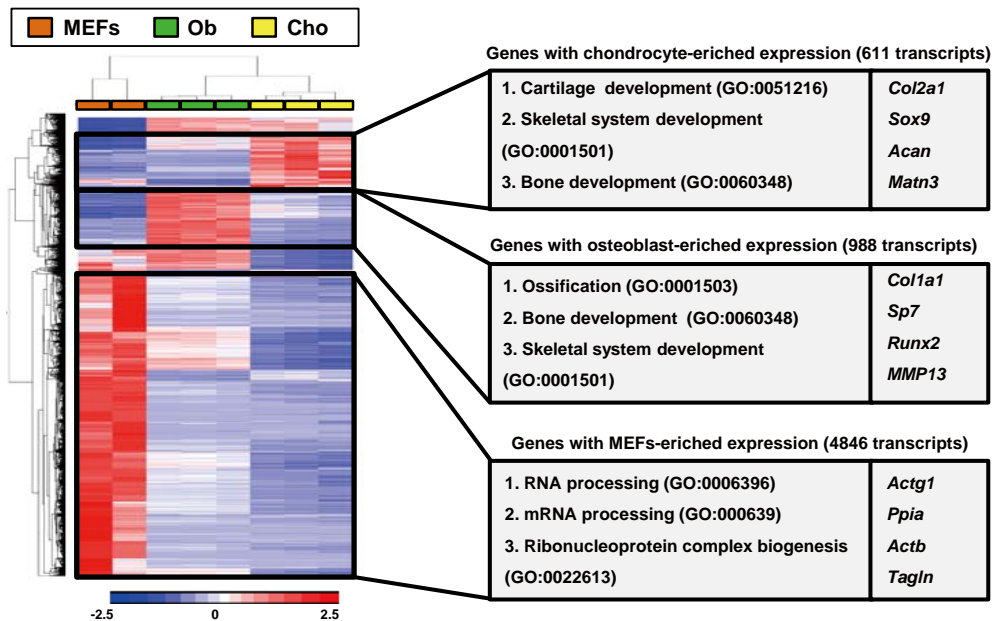 MEFs Ob Cho
Genes with chondrocyte-eriched expression (611 transcripts)
1. Cartilage development (GO:0051216)
2. Skeletal system development
(GO:0001501)
3. Bone development (GO:0060348)
Col2a1
Sox9
Acan
Matn3
Genes with osteoblast-eriched expression (988 transcripts)
1. Ossification (GO:0001503)
2. Bone development (GO:0060348)
3. Skeletal system development
(GO:0001501)
Col1a1
Sp7
Runx2
MMP13
Genes with MEFs-eriched expression (4846 transcripts)
1. RNA processing (GO:0006396)
2. mRNA processing (GO:000639)
3. Ribonucleoprotein complex biogenesis
(GO:0022613)
Actg1
Ppia
Actb
Tagln
-2.5 0 2.5